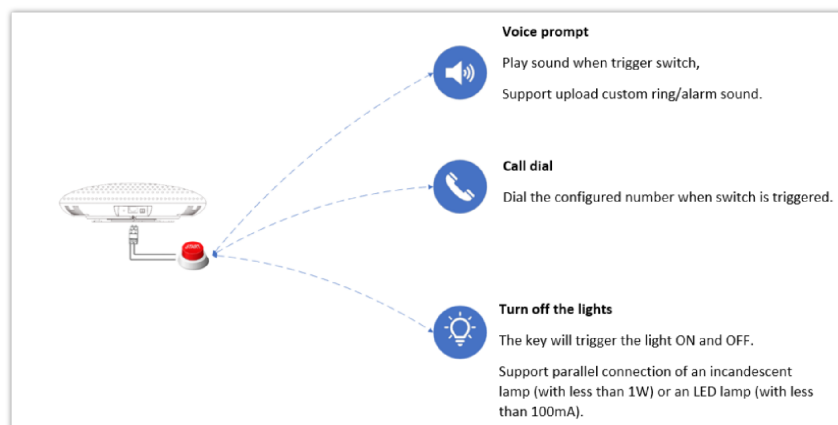 Voice prompt
Play sound when trigger switch,
Support upload custom ring/alarm sound.
Call dial
Dial the configured number when switch is triggered.
Turn off the lights
The key will trigger the light ON and OFF.
Support parallel connection of an incandescent
lamp (with less than 1W) or an LED lamp (with less
than 100mA).